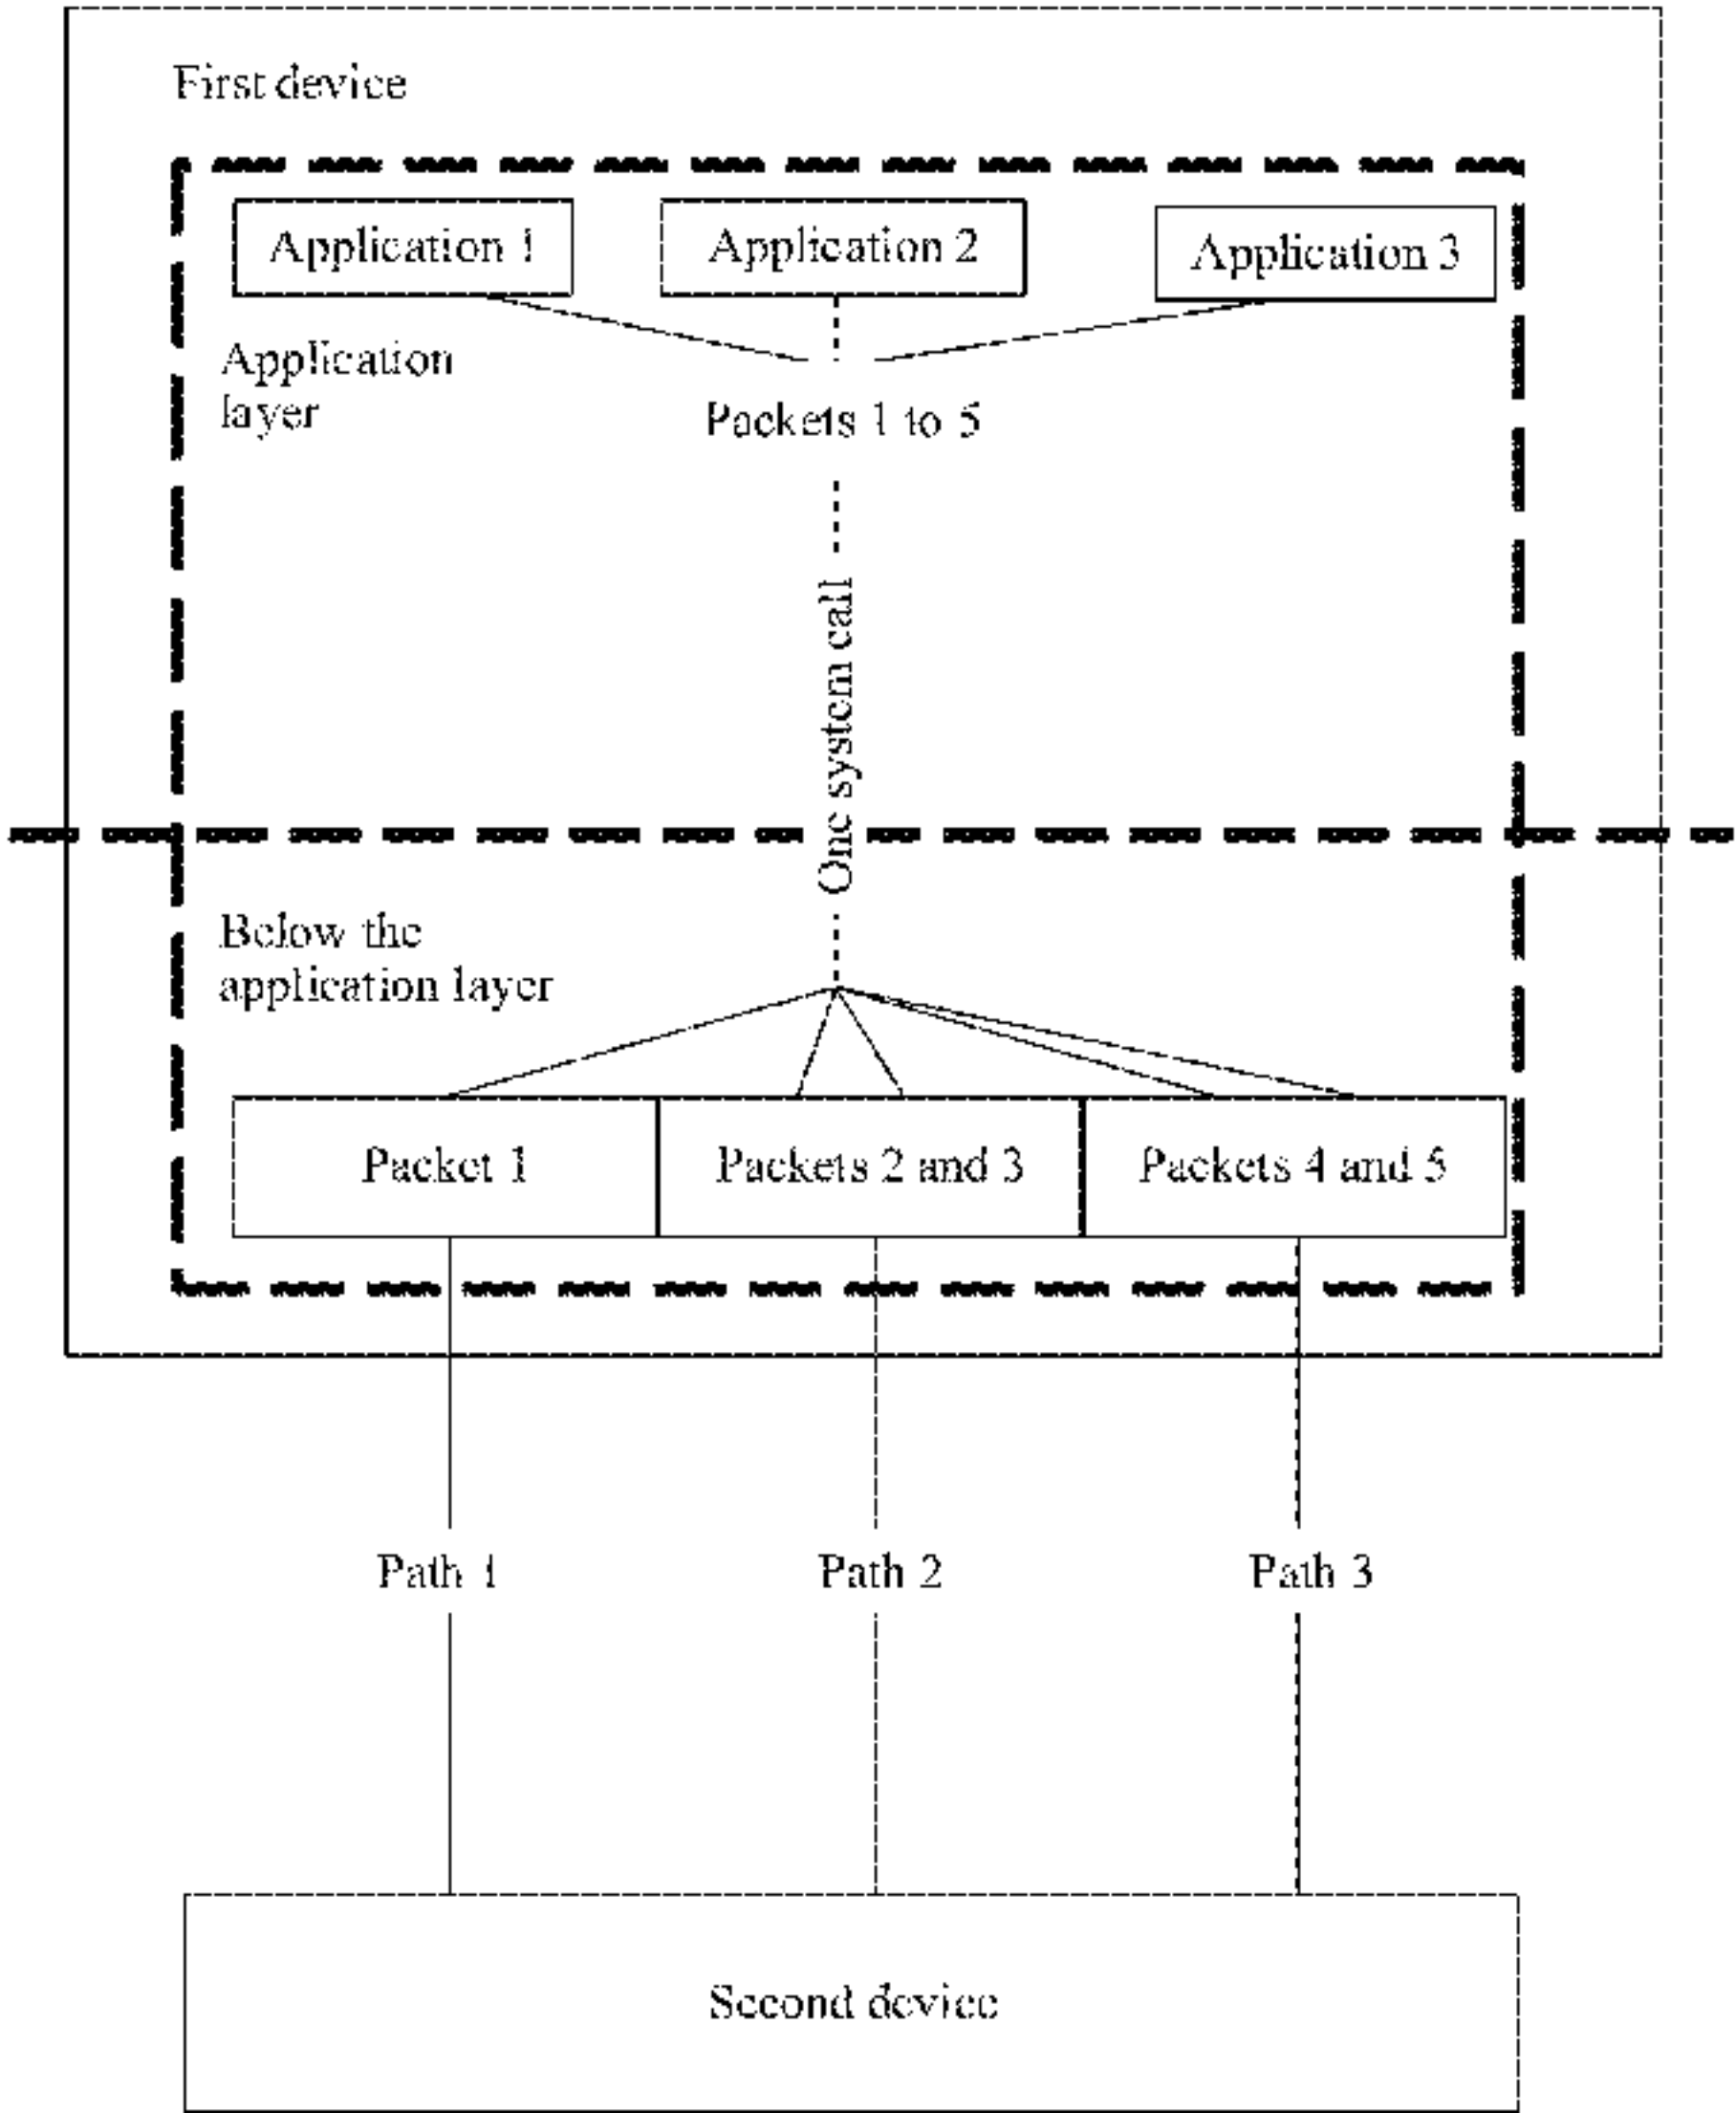 First device
Application 1
Application 2
Application 3
Application
layer
Packets 1 to 5
One system call
Below the
application layer
Packet 1
Packets 2 and 3
Packets 4 and 5
Path 1
Path 2
Path 3
Second device